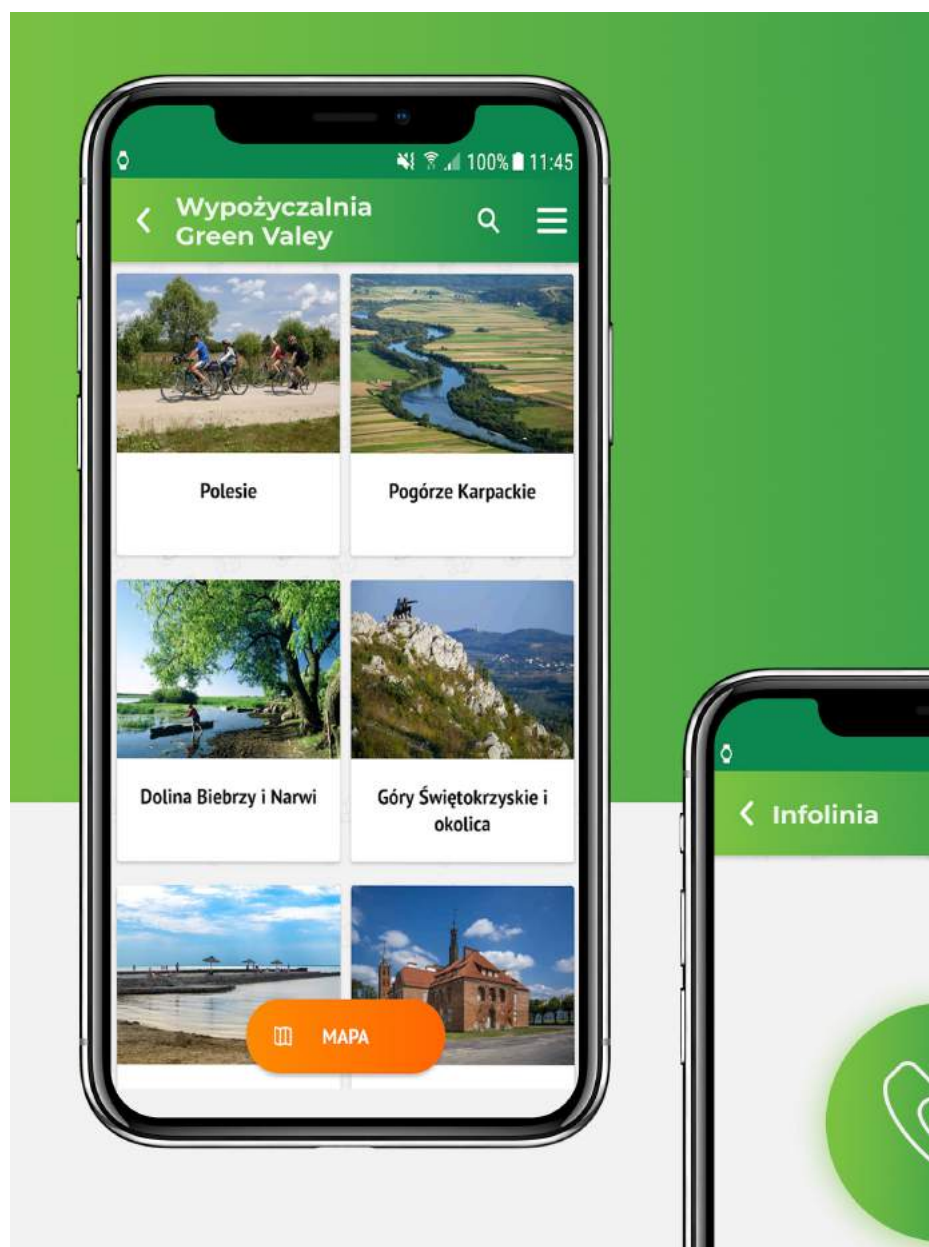 100% 11:45
Wypożyczalnia
Green Valey
Polesie
Pogórze Karpackie
Dolina Biebrzy i Narwi
Góry Świętokrzyskie i
okolica
MAPA
Infolinia